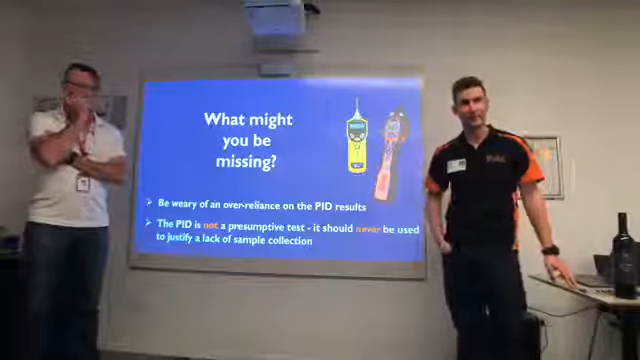 What might
you be
missing?
Be weary of an over-reliance on the PID results
The PID is not a presumptive test - it should never be used
to justify a lack of sample collection